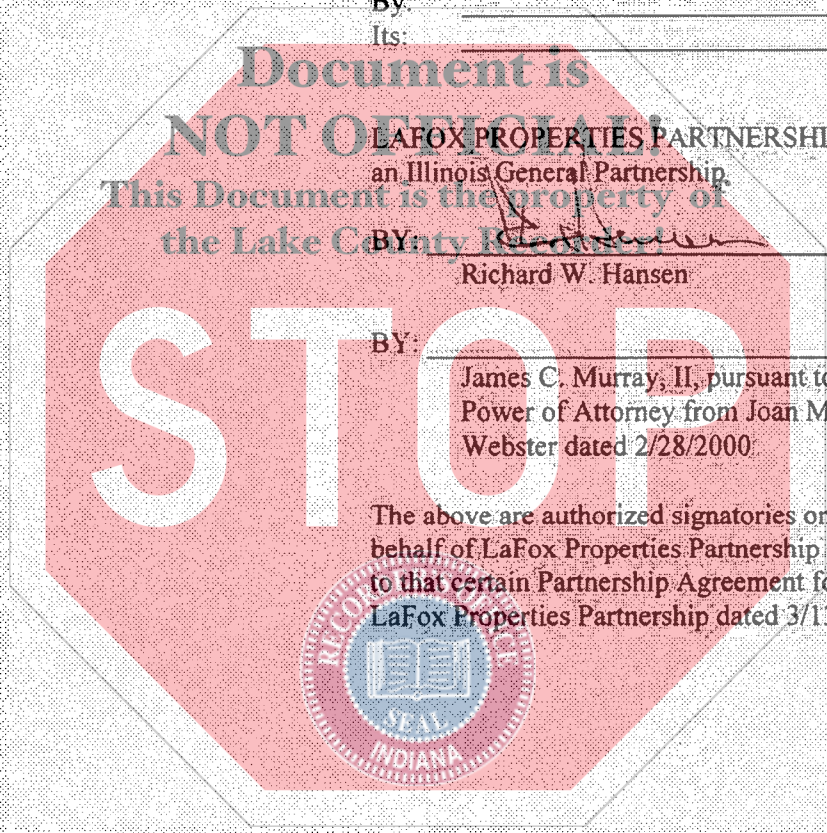 By:
Its:
Document is
NOT OFFICIAL!
LAFOX PROPERTIES PARTNERSHI
an Illinois General Partnership
This Document is the property of
the Lake County Recorder!
BY:
Richard W. Hansen
STOP
BY:
James C. Murray, II, pursuant to
Power of Attorney from Joan M
Webster dated 2/28/2000
The above are authorized signatories on
behalf of LaFox Properties Partnership
to that certain Partnership Agreement fo
LaFox Properties Partnership dated 3/1
RECORDER'S OFFICE
SEAL
INDIANA